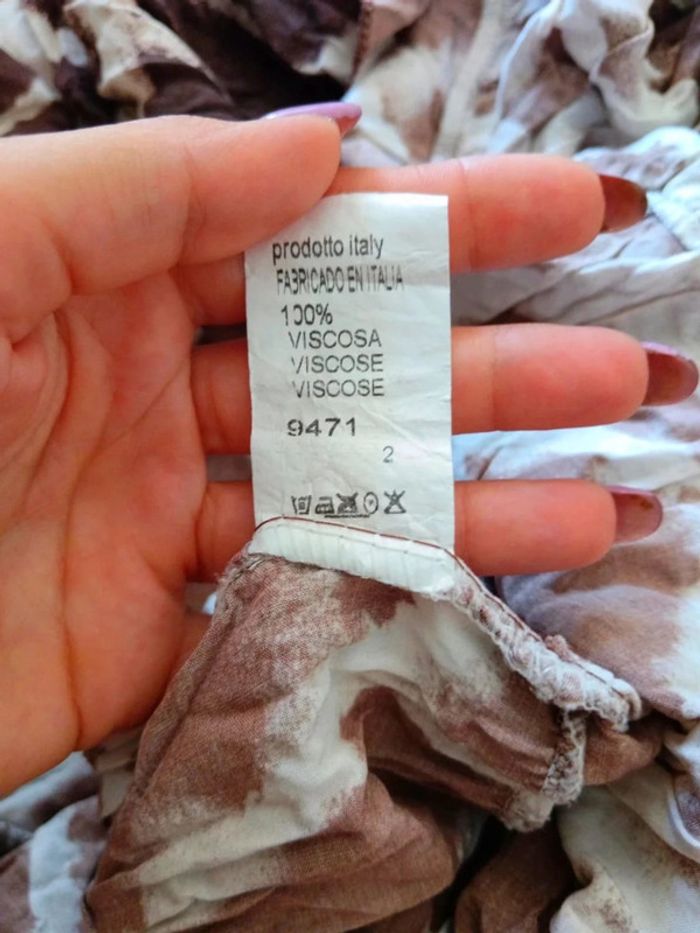 prodotto italy
FABRICADO EN ITALIA
100%
VISCOSA
VISCOSE
VISCOSE
9471
2